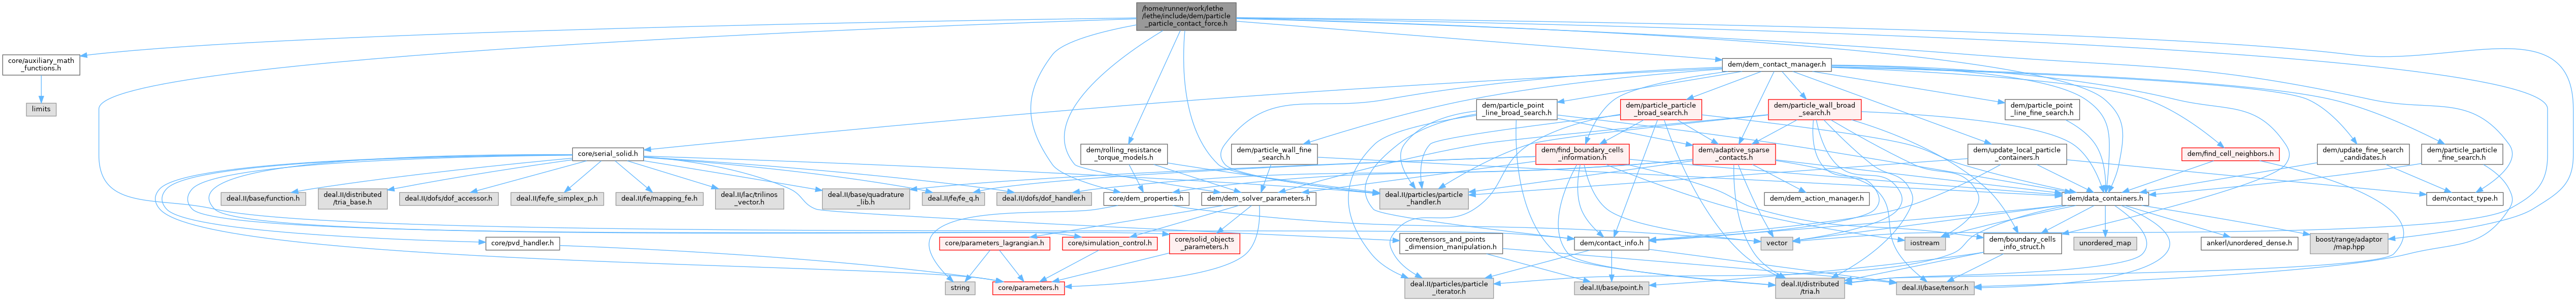 /home/runner/work/lethe
/lethe/include/dem/particle
_particle_contact_force.h
core/auxiliary_math
_functions.h
limits
dem/dem_contact_manager.h
dem/particle_point
_line_broad_search.h
dem/particle_particle
_broad_search.h
dem/particle_wall_broad
_search.h
dem/particle_point
_line_fine_search.h
core/serial_solid.h
dem/rolling_resistance
_torque_models.h
dem/particle_wall_fine
_search.h
dem/find_boundary_cells
_information.h
dem/adaptive_sparse
_contacts.h
dem/update_local_particle
_containers.h
dem/find_cell_neighbors.h
dem/update_fine_search
_candidates.h
dem/particle_particle
_fine_search.h
deal.II/base/function.h
deal.II/distributed
/tria_base.h
deal.II/dofs/dof_accessor.h
deal.II/fe/fe_simplex_p.h
deal.II/fe/mapping_fe.h
deal.II/lac/trilinos
_vector.h
deal.II/base/quadrature
_lib.h
deal.II/fe/fe_q.h
deal.II/dofs/dof_handler.h
core/dem_properties.h
dem/dem_solver_parameters.h
deal.II/particles/particle
_handler.h
dem/dem_action_manager.h
dem/data_containers.h
dem/contact_type.h
core/pvd_handler.h
core/parameters_lagrangian.h
core/simulation_control.h
core/solid_objects
_parameters.h
core/tensors_and_points
_dimension_manipulation.h
dem/contact_info.h
vector
iostream
dem/boundary_cells
_info_struct.h
unordered_map
ankerl/unordered_dense.h
boost/range/adaptor
/map.hpp
string
core/parameters.h
deal.II/particles/particle
_iterator.h
deal.II/base/point.h
deal.II/distributed
/tria.h
deal.II/base/tensor.h